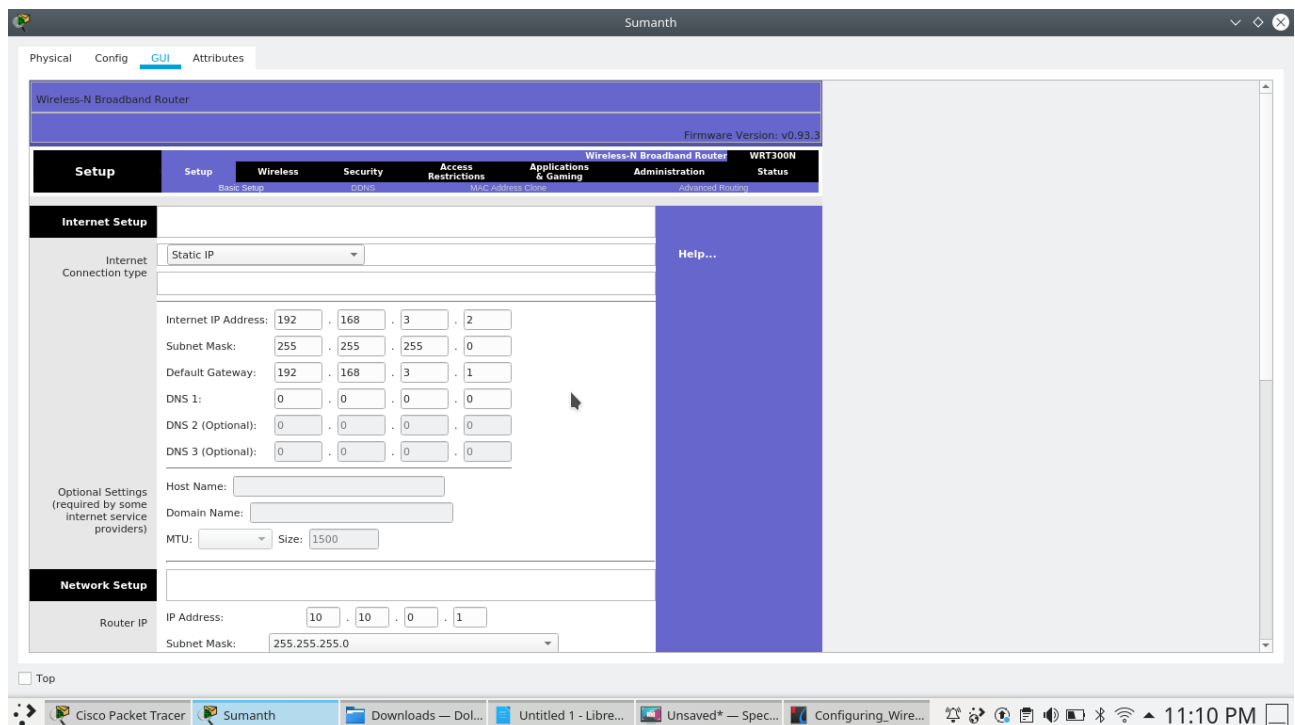 Sumanth
Physical Config GUI Attributes
Wireless-N Broadband Router
Firmware Version: v0.93.3
Wireless-N Broadband Router WRT300N
Setup
Setup Wireless Security Access Restrictions Applications & Gaming Administration Status
Basic Setup DDNS MAC Address Clone Advanced Routing
Internet Setup
Internet
Connection type
Static IP
Help...
Internet IP Address: 192 . 168 . 3 . 2
Subnet Mask: 255 . 255 . 255 . 0
Default Gateway: 192 . 168 . 3 . 1
DNS 1: 0 . 0 . 0 . 0
DNS 2 (Optional): 0 . 0 . 0 . 0
DNS 3 (Optional): 0 . 0 . 0 . 0
Optional Settings
(required by some
internet service
providers)
Host Name:
Domain Name:
MTU: Size: 1500
Network Setup
Router IP
IP Address: 10 . 10 . 0 . 1
Subnet Mask: 255.255.255.0
Top
Cisco Packet Tracer Sumanth Downloads — Dol... Untitled 1 - Libre... Unsaved* — Spec... Configuring_Wire... 11:10 PM